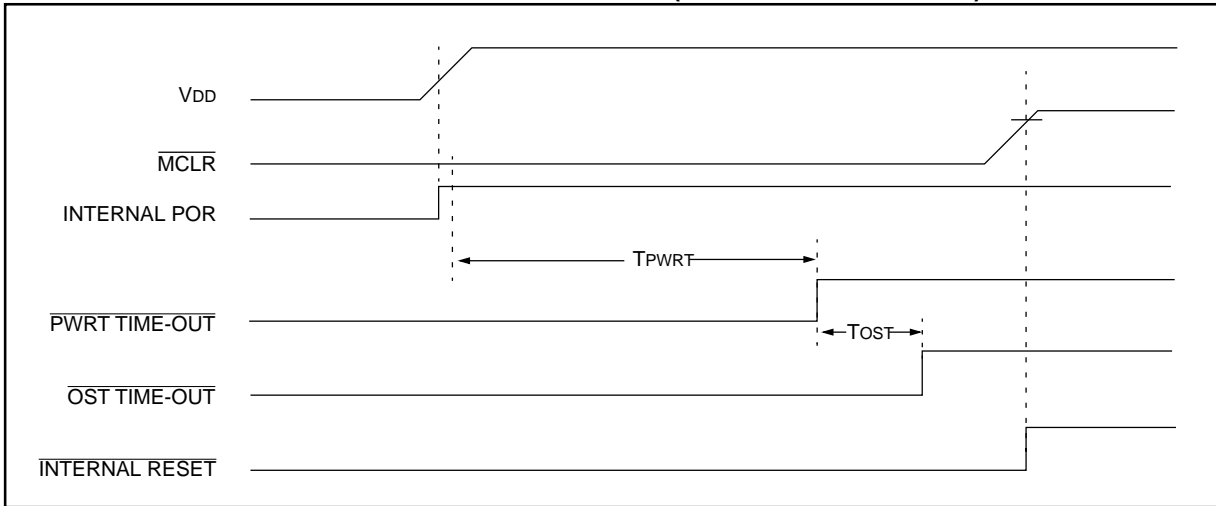 VDD
MCLR
INTERNAL POR
TPWRT
PWRT TIME-OUT
TOST
OST TIME-OUT
INTERNAL RESET